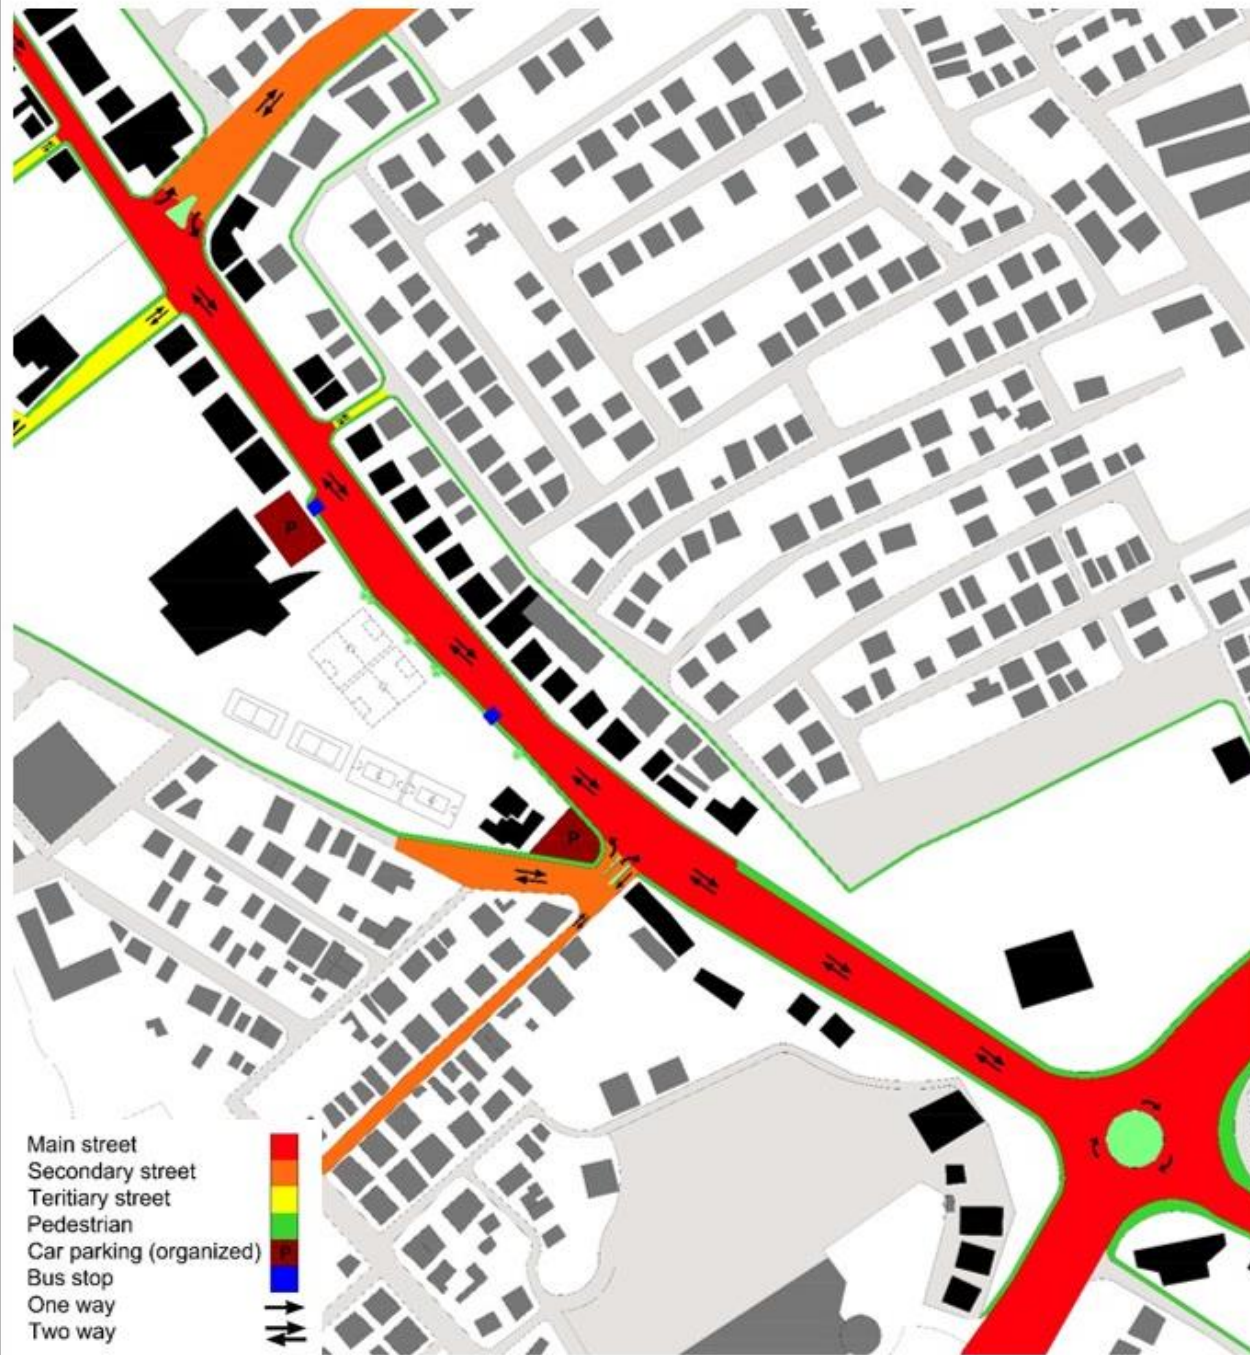 P
P
Main street
Secondary street
Teritiary street
Pedestrian
Car parking (organized) P
Bus stop
One way
Two way